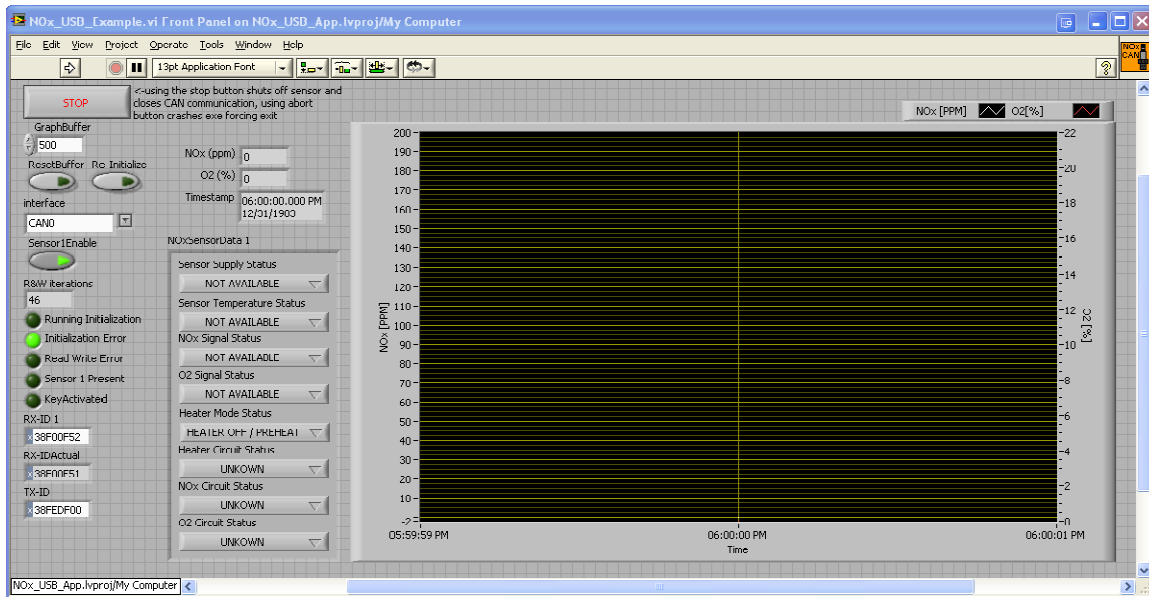 NOx_USB_Example.vi Front Panel on NOx_USB_App.lvproj/My Computer
File Edit View Project Operate Tools Window Help
13pt Application Font
NOx
CAN
STOP
<-using the stop button shuts off sensor and
closes CAN communication, using abort
button crashes exe forcing exit
GraphBuffer
500
ResetBuffer Re-Initialize
interface
CAN0
Sensor1Enable
R&W iterations
46
Running Initialization
Initialization Error
Read Write Error
Sensor 1 Present
KeyActivated
RX-ID 1
x 38F00F52
RX-IDActual
x 38F00F51
TX-ID
x 38FEDF00
NOx (ppm) 0
O2 (%) 0
Timestamp 06:00:00.000 PM
12/31/1903
NOxSensorData 1
Sensor Supply Status
NOT AVAILABLE
Sensor Temperature Status
NOT AVAILABLE
NOx Signal Status
NOT AVAILABLE
O2 Signal Status
NOT AVAILABLE
Heater Mode Status
HEATER OFF / PREHEAT
Heater Circuit Status
UNKOWN
NOx Circuit Status
UNKOWN
O2 Circuit Status
UNKOWN
NOx [PPM] O2[%]
NOx [PPM]
200
190
180
170
160
150
140
130
120
110
100
90
80
70
60
50
40
30
20
10
-2
22
20
18
16
14
12
10
8
6
4
2
0
O2 [%]
05:59:59 PM 06:00:00 PM 06:00:01 PM
Time
NOx_USB_App.lvproj/My Computer